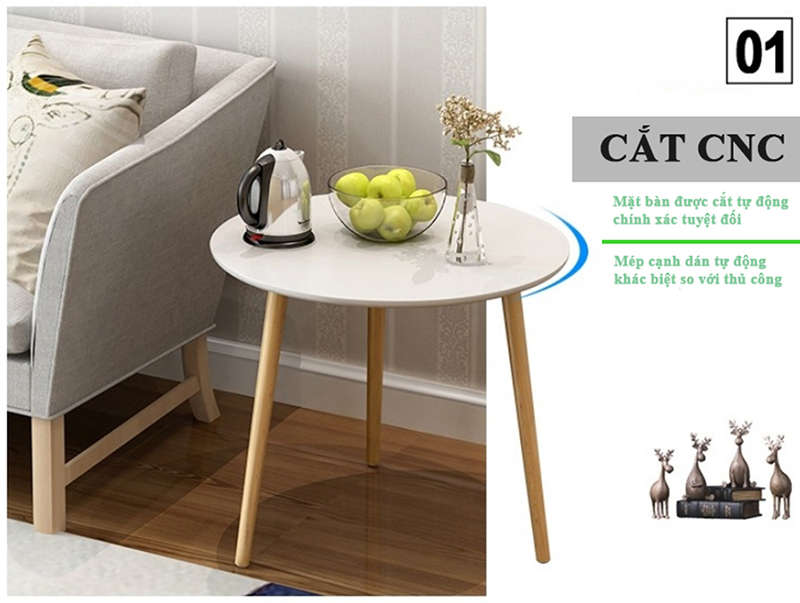 01
CẮT CNC
Mặt bàn được cắt tự động
chính xác tuyệt đối
Mép cạnh dán tự động
khác biệt so với thủ công